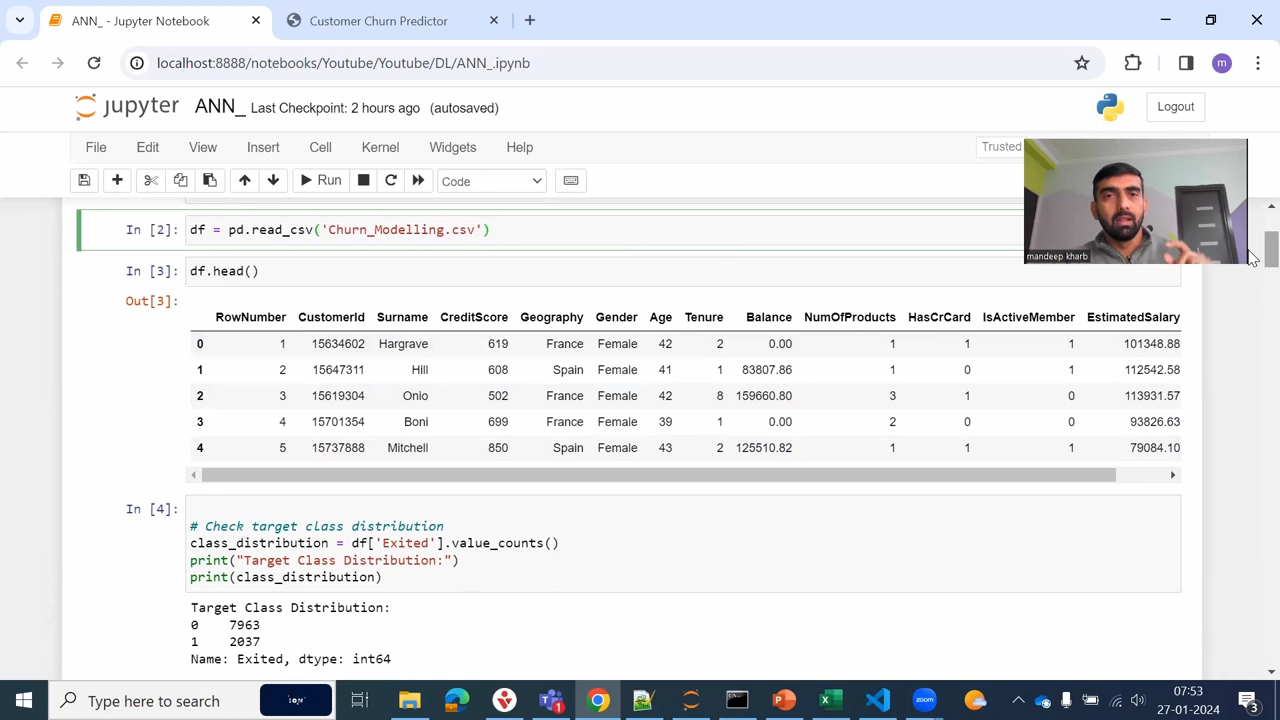 ANN_ - Jupyter Notebook
Customer Churn Predictor
localhost:8888/notebooks/Youtube/Youtube/DL/ANN_.ipynb
m
jupyter ANN_ Last Checkpoint: 2 hours ago (autosaved)
Logout
File Edit View Insert Cell Kernel Widgets Help
Trusted
Run
Code
In [2]: df = pd.read_csv('Churn_Modelling.csv')
mandeep kharb
In [3]: df.head()
Out[3]:
RowNumber CustomerId Surname CreditScore Geography Gender Age Tenure Balance NumOfProducts HasCrCard IsActiveMember EstimatedSalary
0 1 15634602 Hargrave 619 France Female 42 2 0.00 1 1 1 101348.88
1 2 15647311 Hill 608 Spain Female 41 1 83807.86 1 0 1 112542.58
2 3 15619304 Onio 502 France Female 42 8 159660.80 3 1 0 113931.57
3 4 15701354 Boni 699 France Female 39 1 0.00 2 0 0 93826.63
4 5 15737888 Mitchell 850 Spain Female 43 2 125510.82 1 1 1 79084.10
In [4]:
# Check target class distribution
class_distribution = df['Exited'].value_counts()
print("Target Class Distribution:")
print(class_distribution)
Target Class Distribution:
0 7963
1 2037
Name: Exited, dtype: int64
Type here to search
zoom
07:53
27-01-2024
3